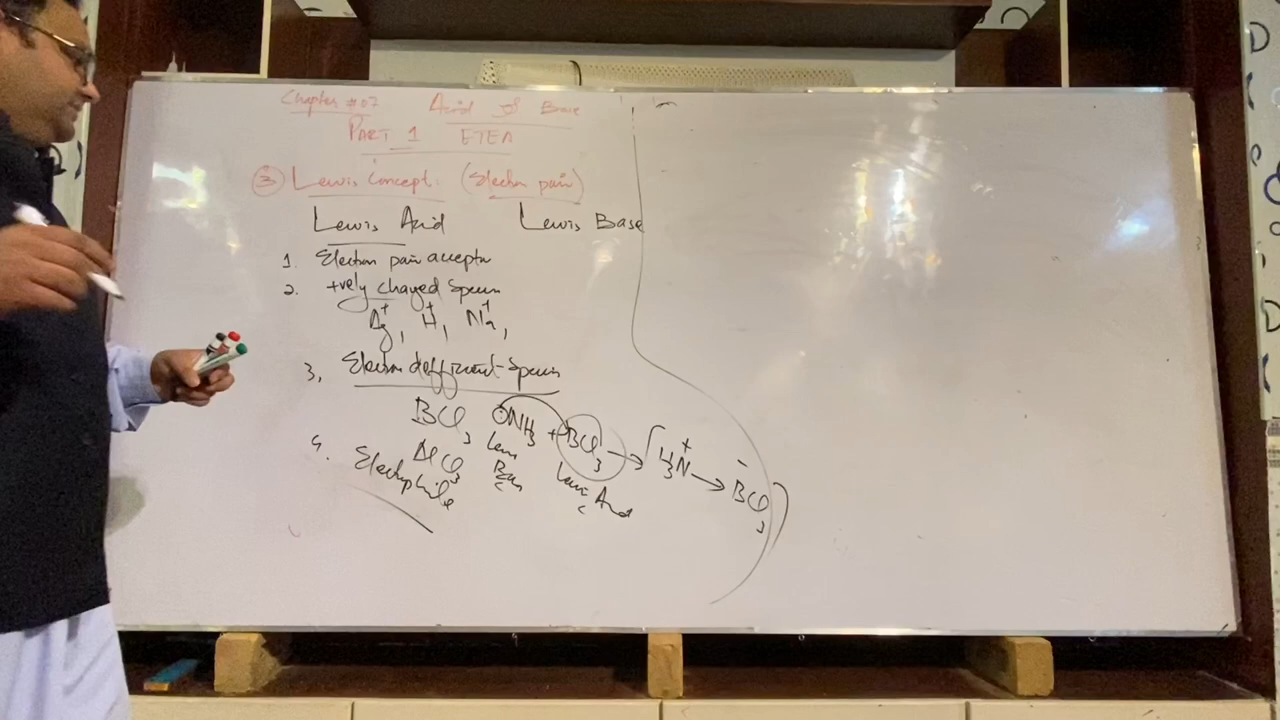 Chapter # 07 Acid & Base
PART 1 ETEA
③ Lewis Concept. (Electron pair)
Lewis Acid Lewis Base
1. Electron pair acceptor
2. +vely charged Species
Ag⁺, H⁺, Na⁺,
3. Electron defficient Species
BCl₃ :NH₃ + BCl₃ → [H₃N⁺ → B⁻Cl₃]
AlCl₃ Lewis Base Lewis Acid
4. Electrophile